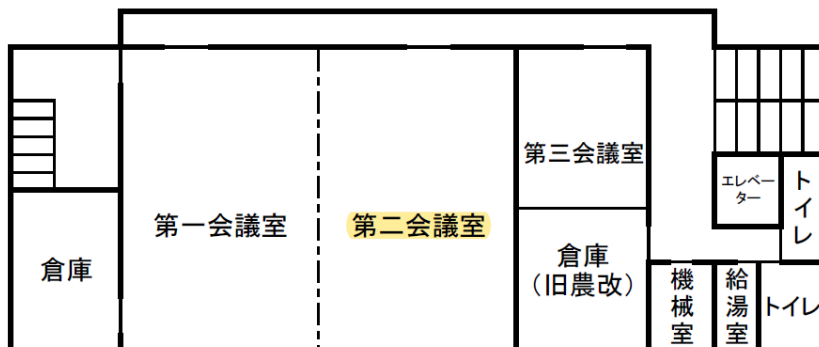 第一会議室
第二会議室
第三会議室
倉庫
倉庫
（旧農改）
エレベー
ター
トイレ
機械室
給湯室
トイレ